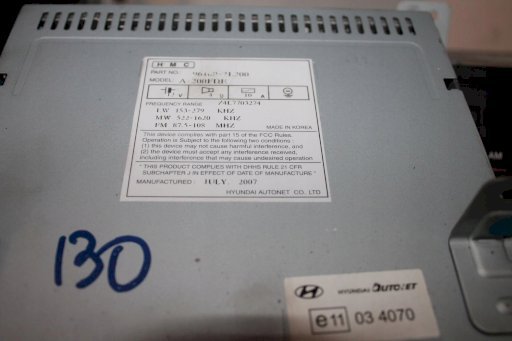 HMC
PART NO.
MODEL: A-200FDE
FREQUENCY RANGE Z4L7703274
LW 153-279 KHZ
MW 522-1620 KHZ
FM 87.5-108 MHZ MADE IN KOREA
This device complies with part 15 of the FCC Rules.
Operation is Subject to the following two conditions :
(1) this device may not cause harmful interference, and
(2) the device must accept any interference received,
including interference that may cause undesired operation
" THIS PRODUCT COMPLIES WITH DHHS RULE 21 CFR
SUBCHAPTER J-IN EFFECT OF DATE OF MANUFACTURE "
MANUFACTURED : JULY. 2007
HYUNDAI AUTONET CO., LTD
130
HYUNDAI AUTONET
e11 03 4070
AM